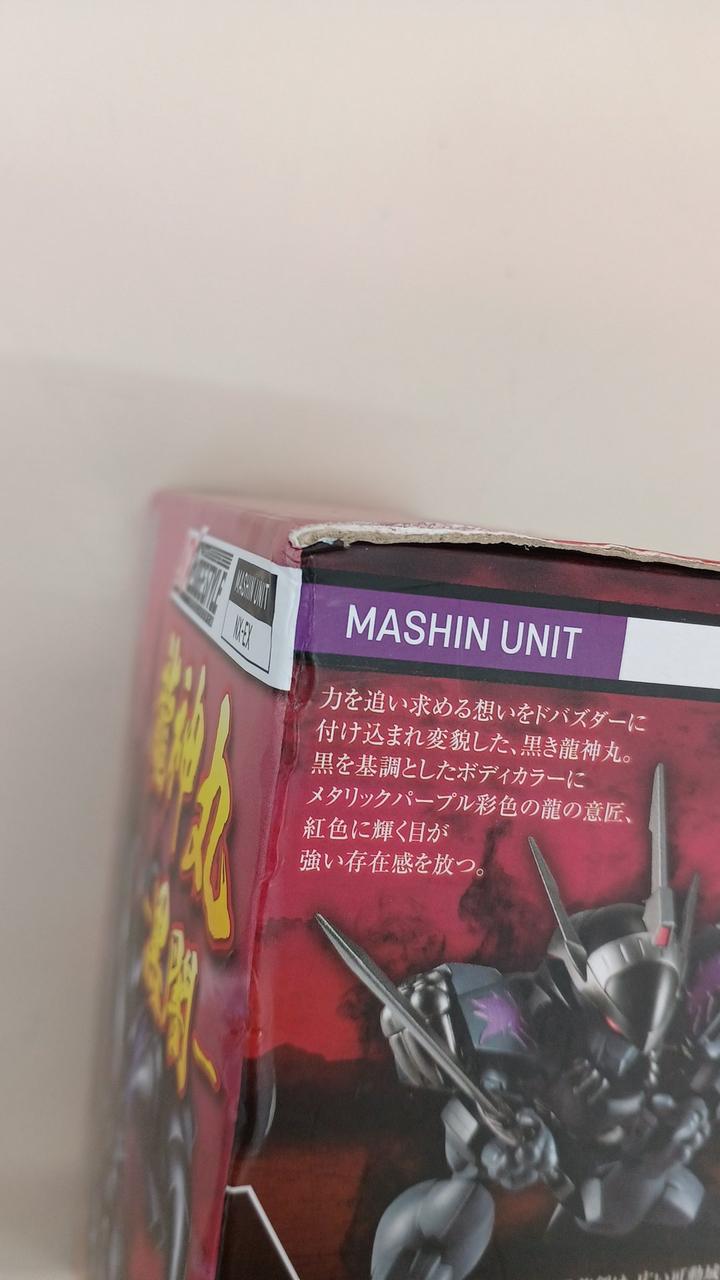 MASHIN UNIT
NX-EX
龍神丸
MASHIN UNIT
力を追い求める想いをドバズダーに
付け込まれ変貌した、黒き龍神丸。
黒を基調としたボディカラーに
メタリックパープル彩色の龍の意匠、
紅色に輝く目が
強い存在感を放つ。